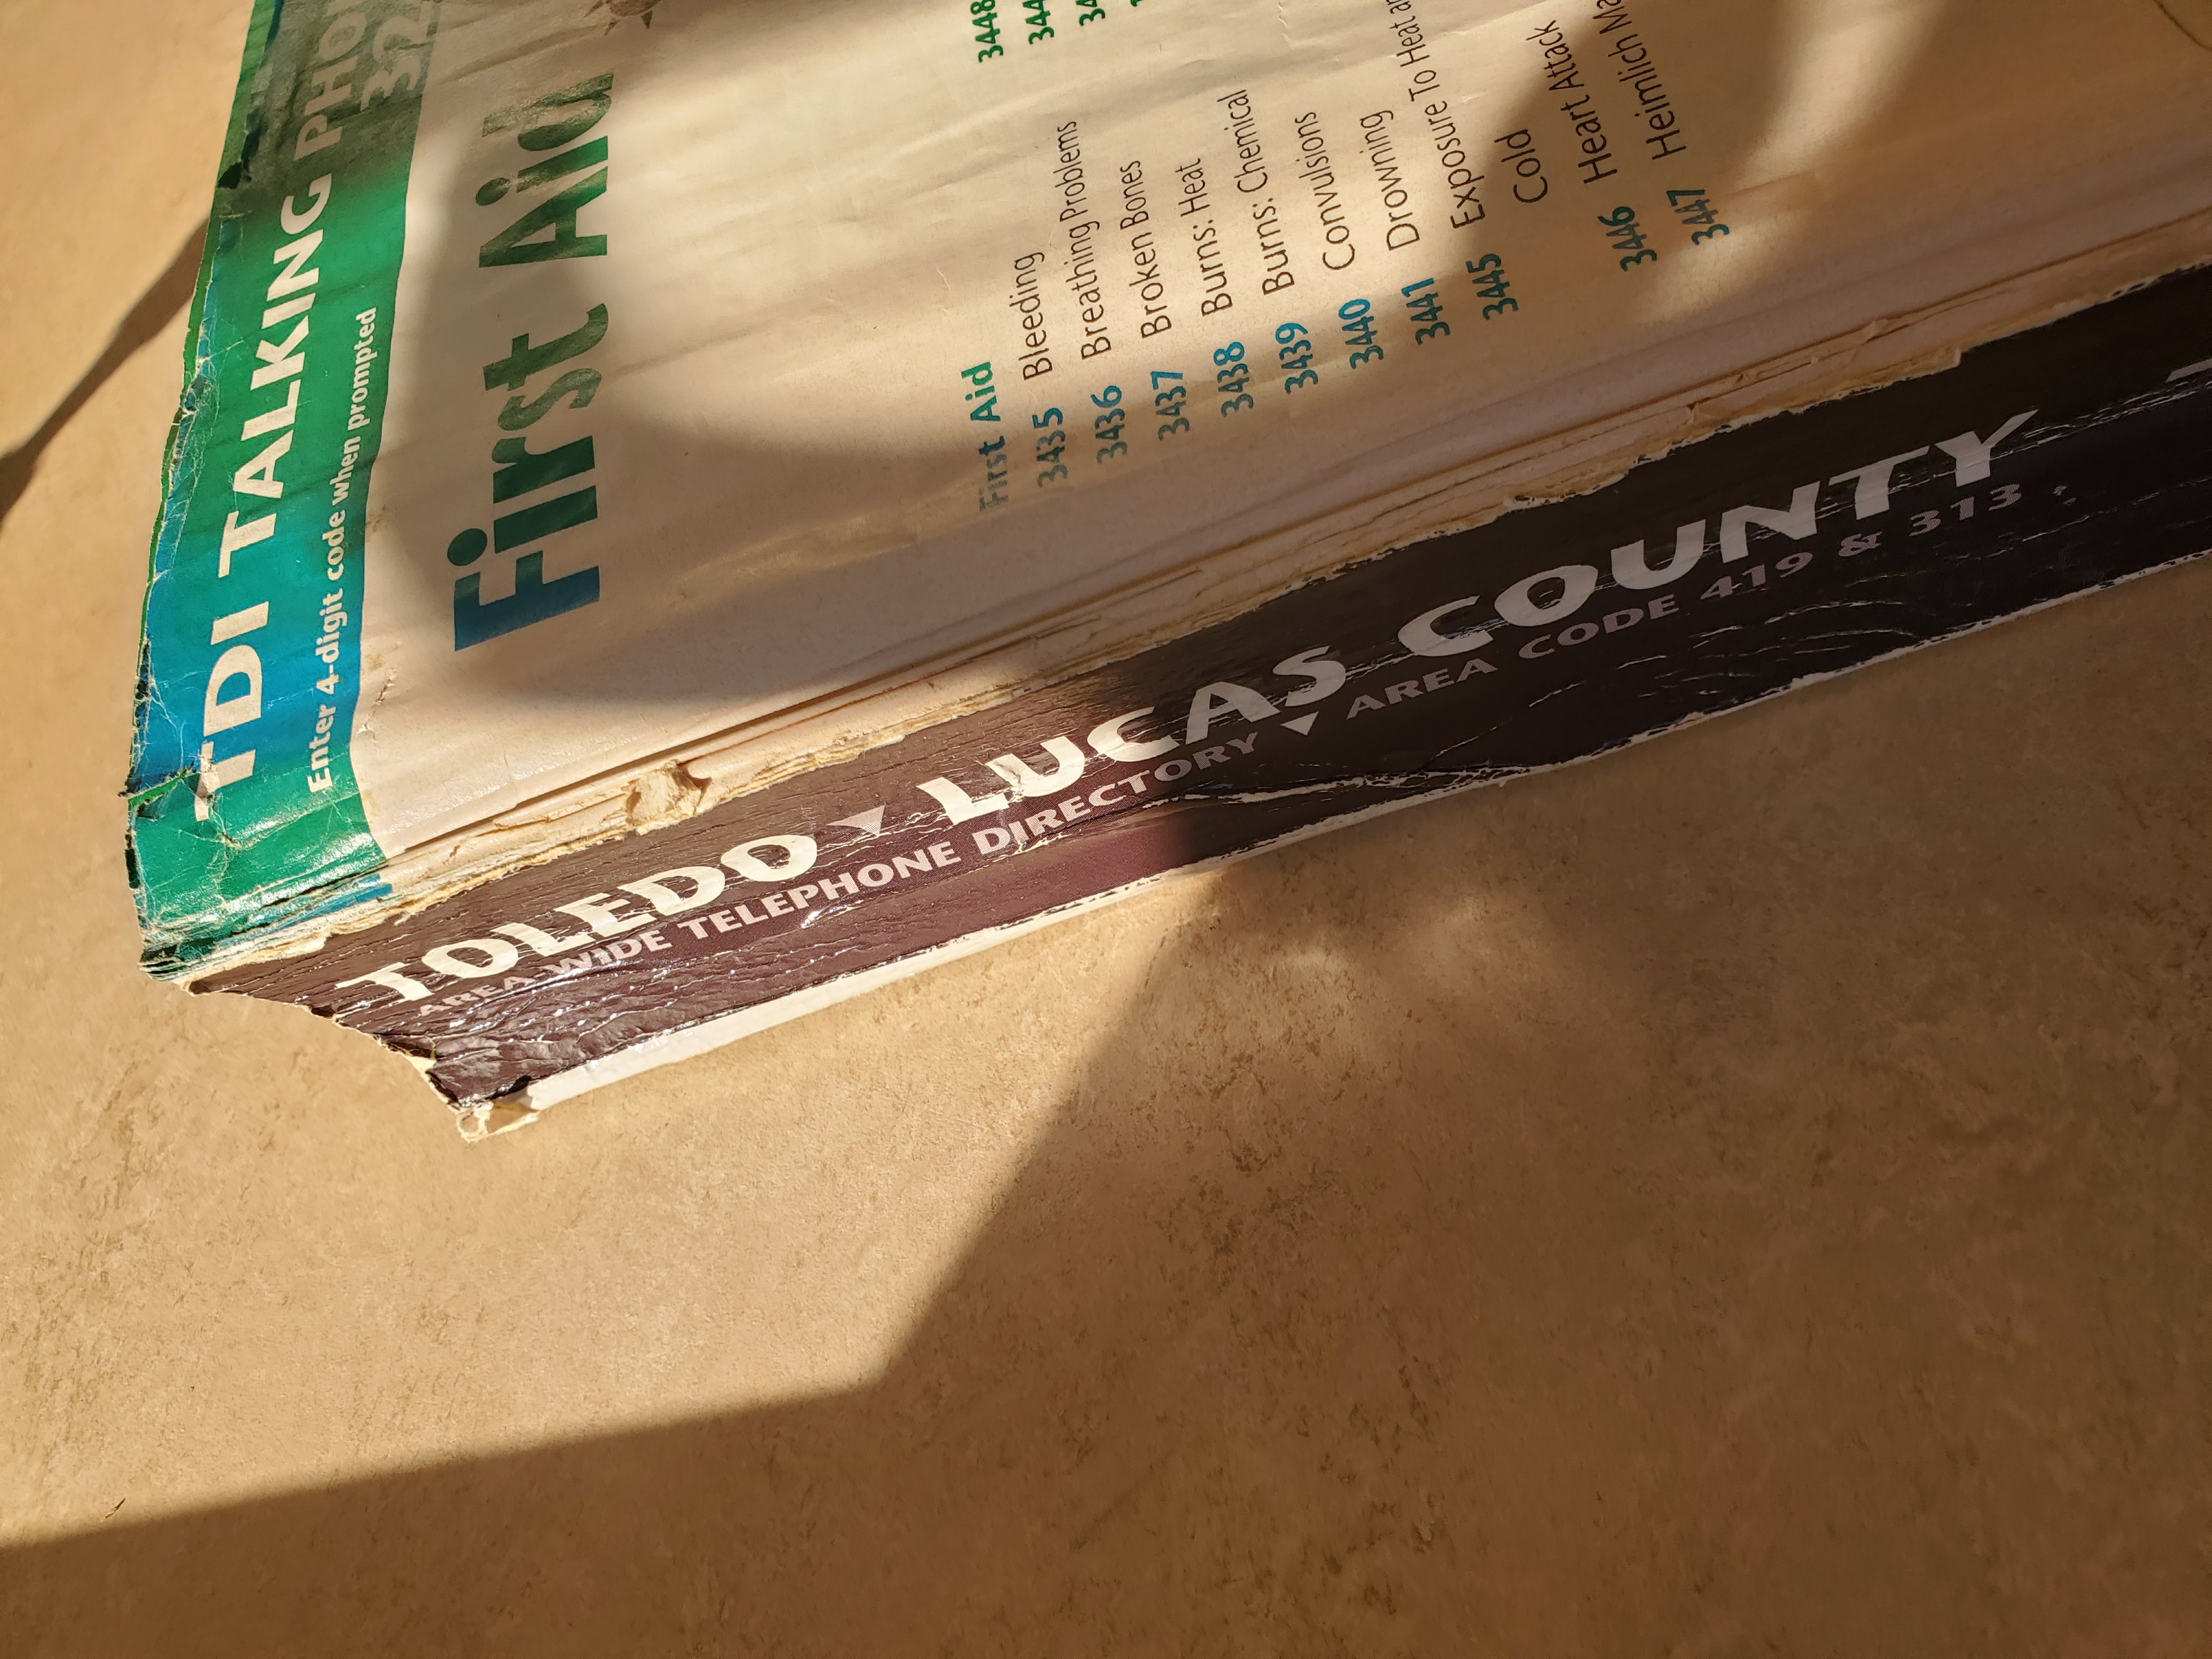 TDI TALKING
Enter 4-digit code when prompted
First Aid
First Aid
3435 Bleeding
3436 Breathing Problems
3437 Broken Bones
3438 Burns: Heat
3439 Burns: Chemical
3440 Convulsions
3441 Drowning
3445 Exposure To Heat
Cold
3446 Heart Attack
3447 Heimlich
3448
TOLEDO ▼ LUCAS COUNTY
AREA-WIDE TELEPHONE DIRECTORY ▼ AREA CODE 419 & 313